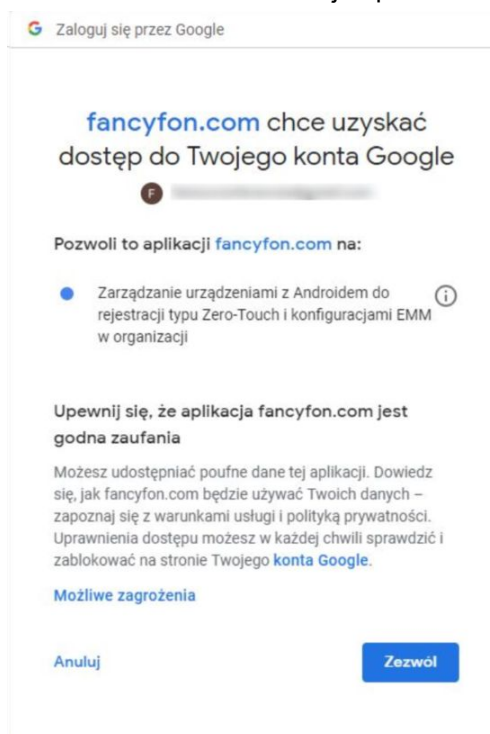 Zaloguj się przez Google
fancyfon.com chce uzyskać
dostęp do Twojego konta Google
F
Pozwoli to aplikacji fancyfon.com na:
Zarządzanie urządzeniami z Androidem do
rejestracji typu Zero-Touch i konfiguracjami EMM
w organizacji
Upewnij się, że aplikacja fancyfon.com jest
godna zaufania
Możesz udostępniać poufne dane tej aplikacji. Dowiedz
się, jak fancyfon.com będzie używać Twoich danych –
zapoznaj się z warunkami usługi i polityką prywatności.
Uprawnienia dostępu możesz w każdej chwili sprawdzić i
zablokować na stronie Twojego konta Google.
Możliwe zagrożenia
Anuluj
Zezwól